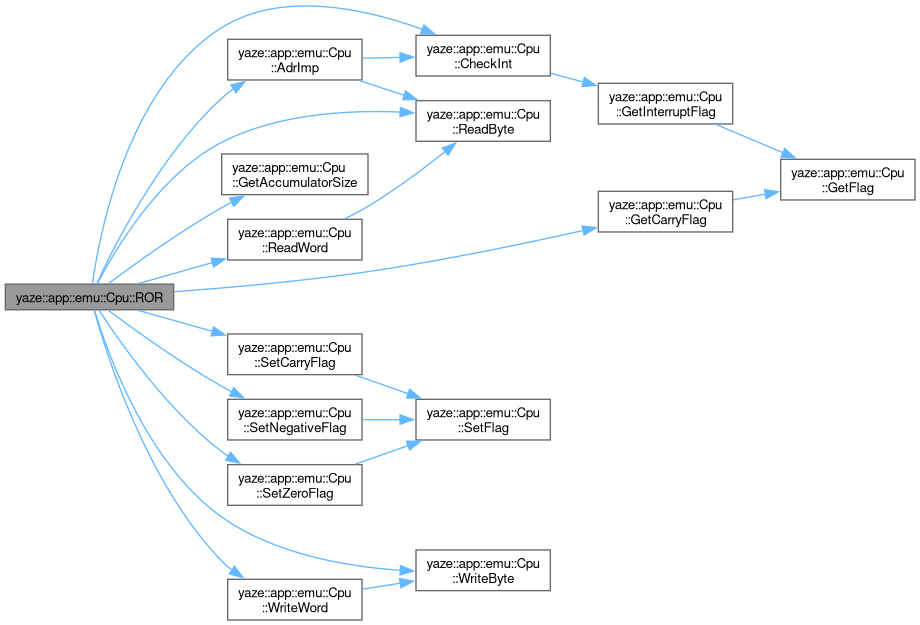 yaze::app::emu::Cpu::ROR
yaze::app::emu::Cpu
::AdrImp
yaze::app::emu::Cpu
::CheckInt
yaze::app::emu::Cpu
::GetInterruptFlag
yaze::app::emu::Cpu
::GetFlag
yaze::app::emu::Cpu
::ReadByte
yaze::app::emu::Cpu
::GetAccumulatorSize
yaze::app::emu::Cpu
::ReadWord
yaze::app::emu::Cpu
::GetCarryFlag
yaze::app::emu::Cpu
::SetCarryFlag
yaze::app::emu::Cpu
::SetNegativeFlag
yaze::app::emu::Cpu
::SetFlag
yaze::app::emu::Cpu
::SetZeroFlag
yaze::app::emu::Cpu
::WriteByte
yaze::app::emu::Cpu
::WriteWord